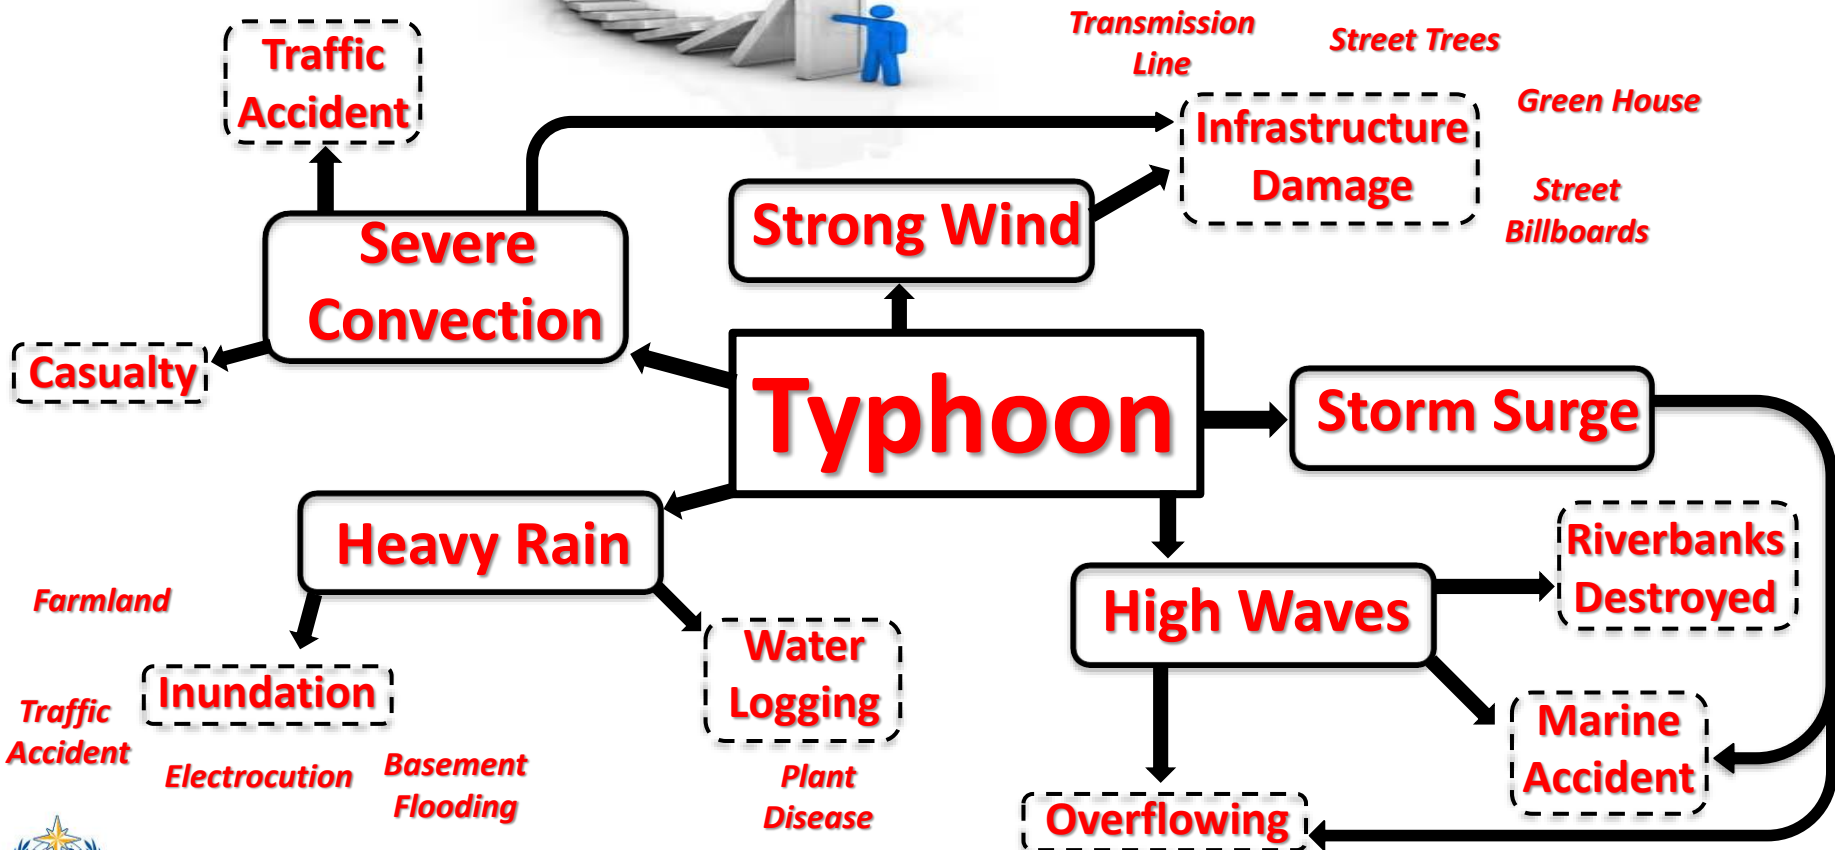 Transmission
Line
Street Trees
Green House
Street
Billboards
Traffic
Accident
Infrastructure
Damage
Severe
Convection
Strong Wind
Casualty
Typhoon
Storm Surge
Heavy Rain
Riverbanks
Destroyed
High Waves
Farmland
Inundation
Water
Logging
Traffic
Accident
Electrocution
Basement
Flooding
Plant
Disease
Marine
Accident
Overflowing